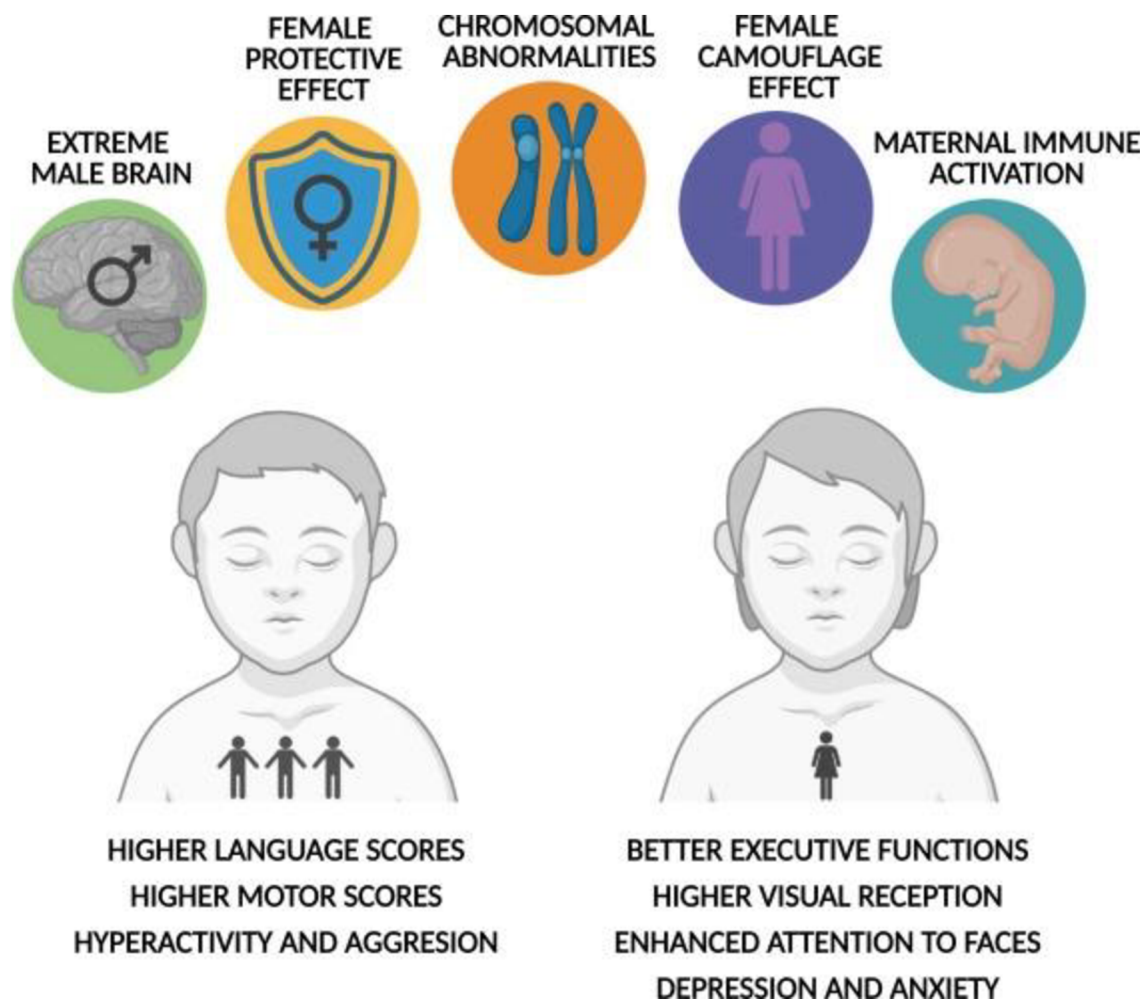 EXTREME
MALE BRAIN
FEMALE
PROTECTIVE
EFFECT
CHROMOSOMAL
ABNORMALITIES
FEMALE
CAMOUFLAGE
EFFECT
MATERNAL IMMUNE
ACTIVATION
HIGHER LANGUAGE SCORES
HIGHER MOTOR SCORES
HYPERACTIVITY AND AGGRESION
BETTER EXECUTIVE FUNCTIONS
HIGHER VISUAL RECEPTION
ENHANCED ATTENTION TO FACES
DEPRESSION AND ANXIETY